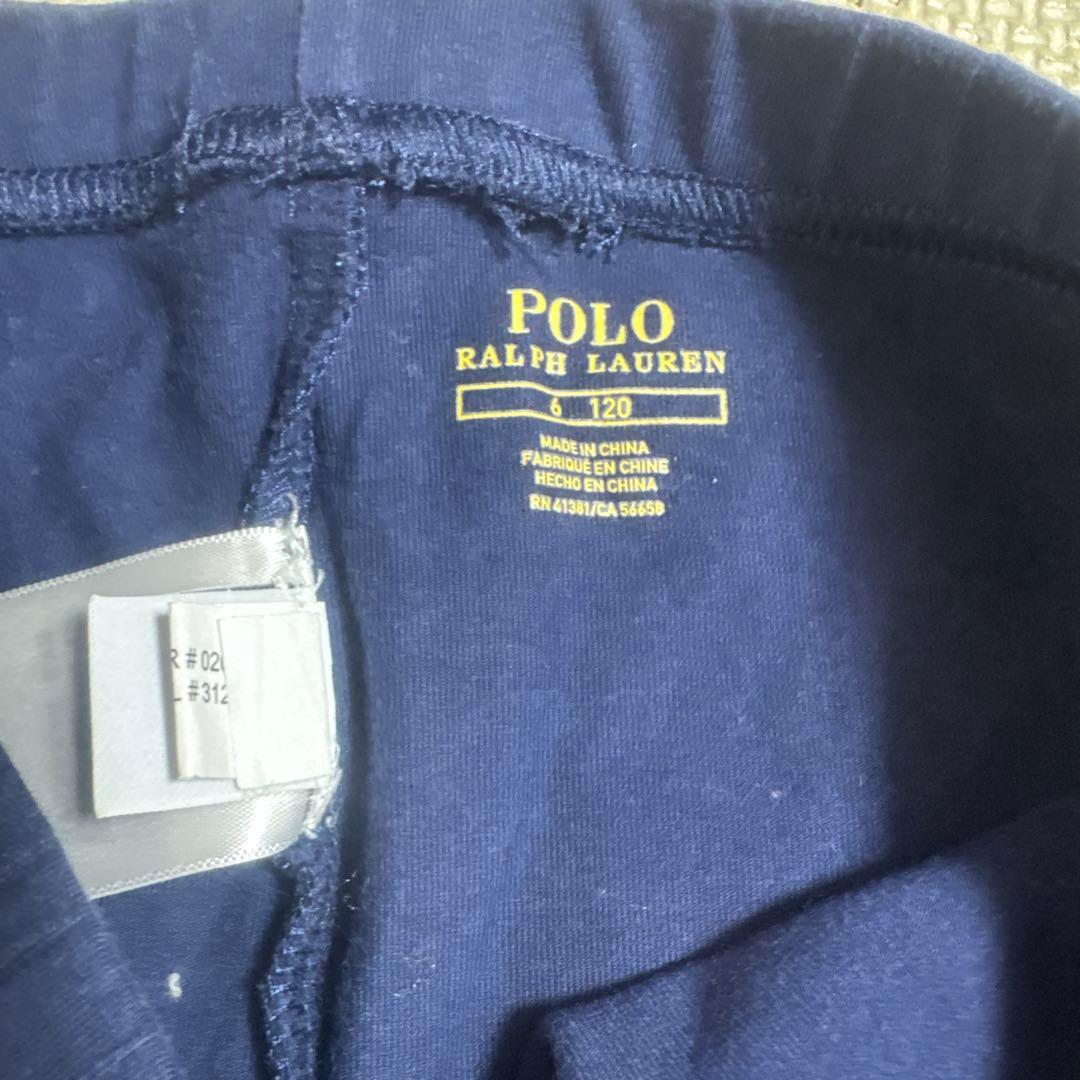 POLO
RALPH LAUREN
6 120
MADE IN CHINA
FABRIQUÉ EN CHINE
HECHO EN CHINA
RN 41381/CA 56658
R #020
L #312